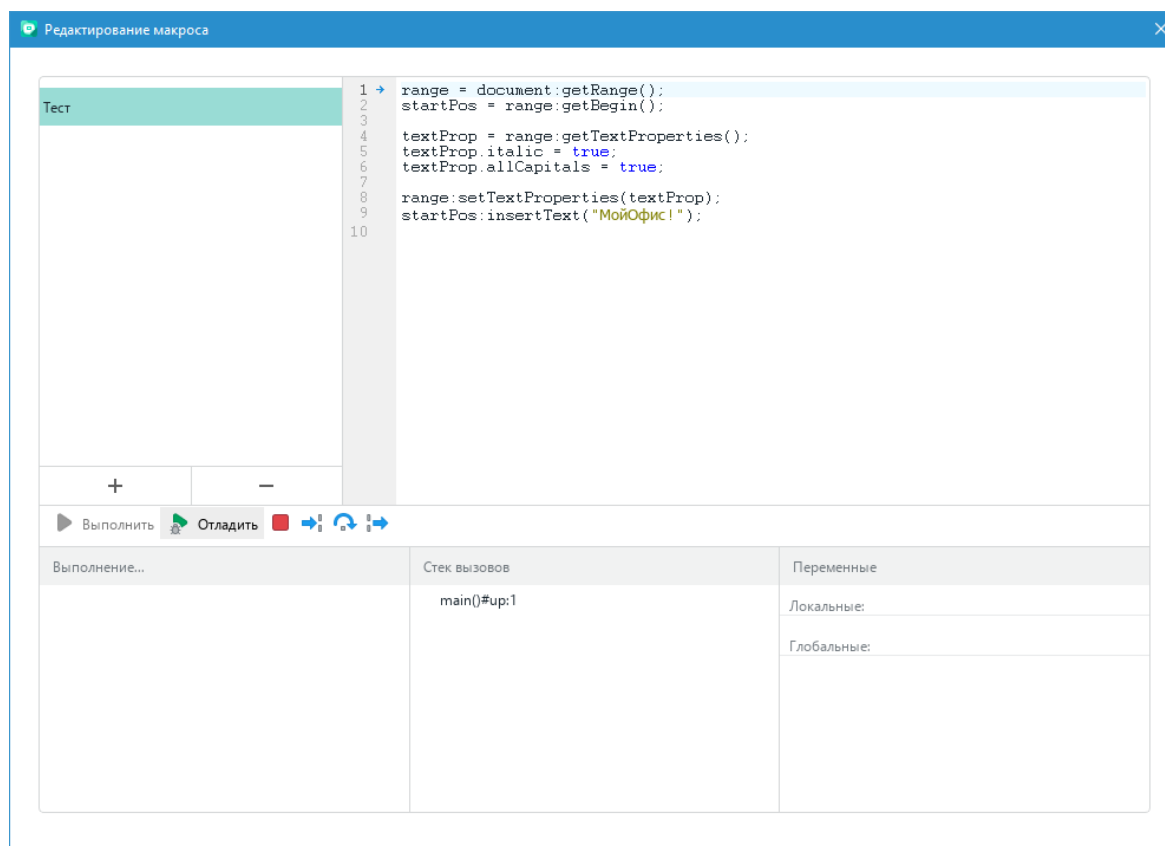 Редактирование макроса
Тест
1 range = document:getRange();
2 startPos = range:getBegin();
3
4 textProp = range:getTextProperties();
5 textProp.italic = true;
6 textProp.allCapitals = true;
7
8 range:setTextProperties(textProp);
9 startPos:insertText("МойОфис!");
10
+ −
Выполнить Отладить
Выполнение... Стек вызовов Переменные
main()#up:1 Локальные:
Глобальные: